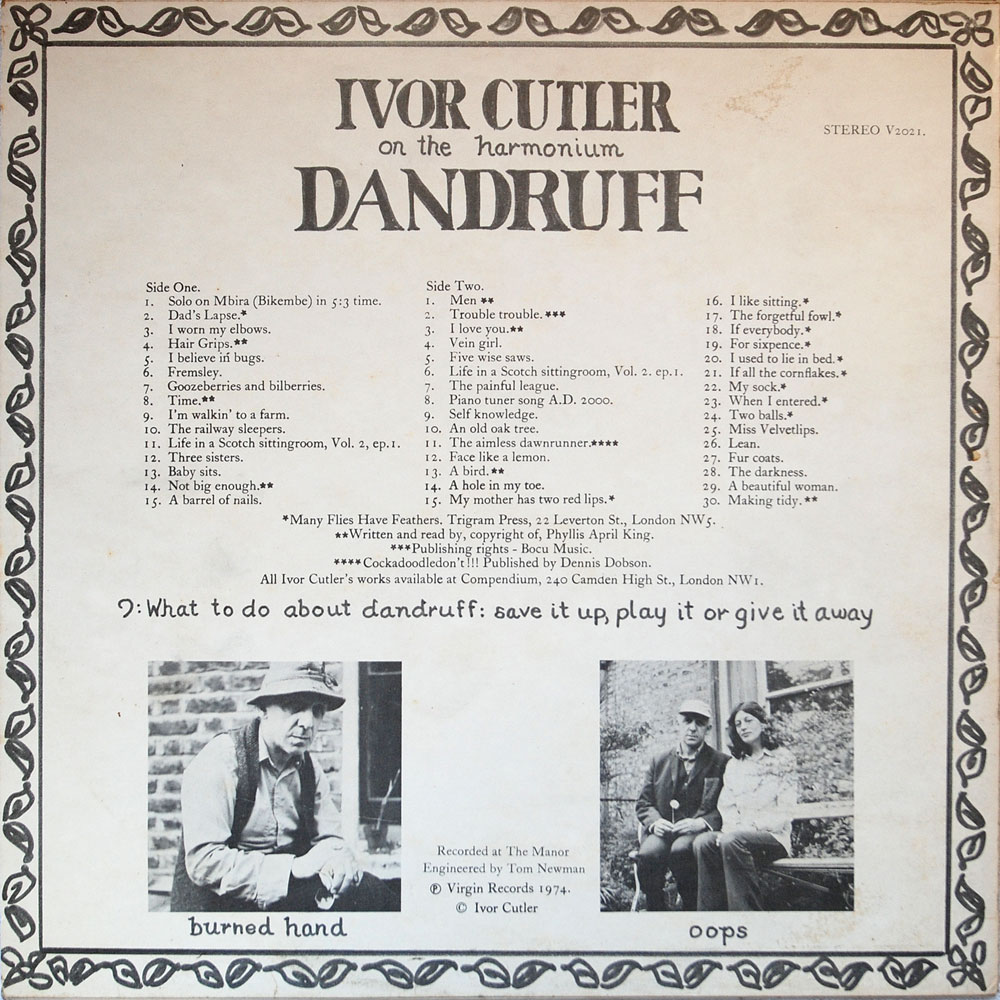 IVOR CUTLER
on the harmonium
DANDRUFF
STEREO V2021.
Side One.
1. Solo on Mbira (Bikembe) in 5:3 time.
2. Dad's Lapse.*
3. I worn my elbows.
4. Hair Grips.**
5. I believe in bugs.
6. Fremsley.
7. Goozeberries and bilberries.
8. Time.**
9. I'm walkin' to a farm.
10. The railway sleepers.
11. Life in a Scotch sittingroom, Vol. 2, ep.1.
12. Three sisters.
13. Baby sits.
14. Not big enough.**
15. A barrel of nails.
Side Two.
1. Men **
2. Trouble trouble.***
3. I love you.**
4. Vein girl.
5. Five wise saws.
6. Life in a Scotch sittingroom, Vol. 2. ep.1.
7. The painful league.
8. Piano tuner song A.D. 2000.
9. Self knowledge.
10. An old oak tree.
11. The aimless dawnrunner.****
12. Face like a lemon.
13. A bird.**
14. A hole in my toe.
15. My mother has two red lips.*
16. I like sitting.*
17. The forgetful fowl.*
18. If everybody.*
19. For sixpence.*
20. I used to lie in bed.*
21. If all the cornflakes.*
22. My sock.*
23. When I entered.*
24. Two balls.*
25. Miss Velvetlips.
26. Lean.
27. Fur coats.
28. The darkness.
29. A beautiful woman.
30. Making tidy.**
*Many Flies Have Feathers. Trigram Press, 22 Leverton St., London NW5.
**Written and read by, copyright of, Phyllis April King.
***Publishing rights - Bocu Music.
****Cockadoodledon't!!! Published by Dennis Dobson.
All Ivor Cutler's works available at Compendium, 240 Camden High St., London NW1.
?: What to do about dandruff: save it up, play it or give it away
Recorded at The Manor
Engineered by Tom Newman
℗ Virgin Records 1974.
© Ivor Cutler
burned hand
oops